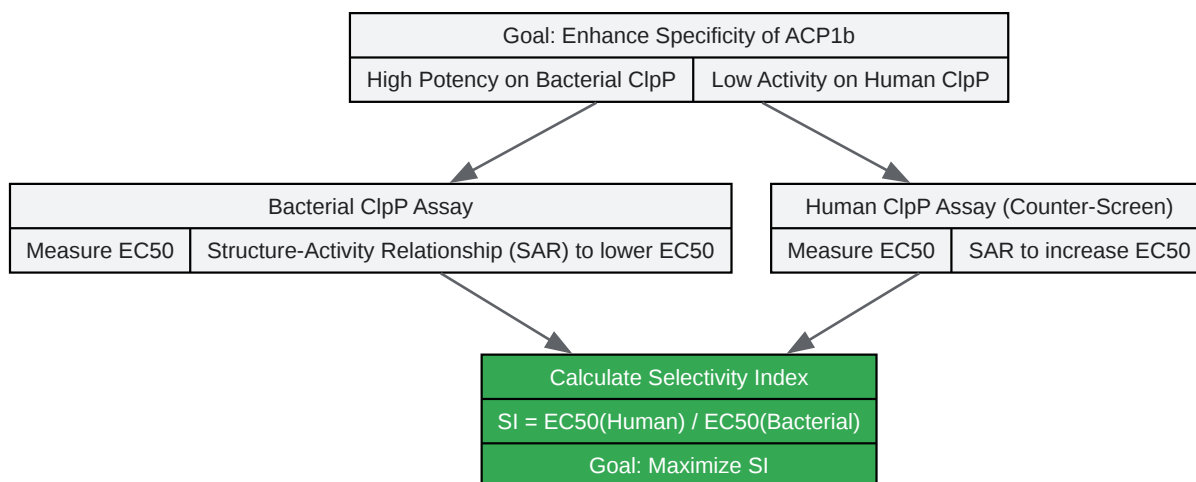 Goal: Enhance Specificity of ACP1b
High Potency on Bacterial ClpP
Low Activity on Human ClpP
Bacterial ClpP Assay
Measure EC50
Structure-Activity Relationship (SAR) to lower EC50
Human ClpP Assay (Counter-Screen)
Measure EC50
SAR to increase EC50
Calculate Selectivity Index
SI = EC50(Human) / EC50(Bacterial)
Goal: Maximize SI